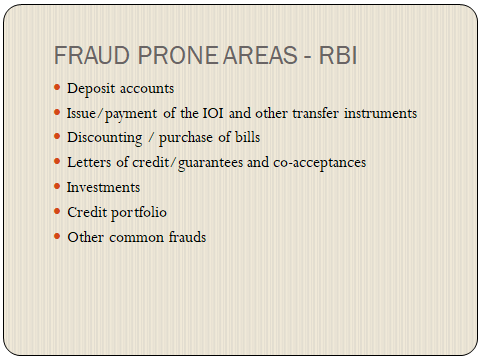 FRAUD PRONE AREAS - RBI
• Deposit accounts
• Issue/payment of the IOI and other transfer instruments
• Discounting / purchase of bills
• Letters of credit/guarantees and co-acceptances
• Investments
• Credit portfolio
• Other common frauds